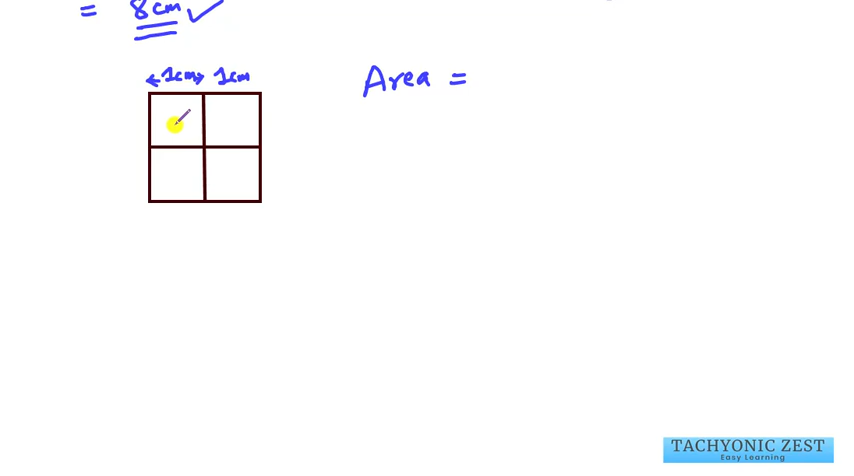 = 8cm
1cm 1cm
Area =
TACHYONIC ZEST
Easy Learning